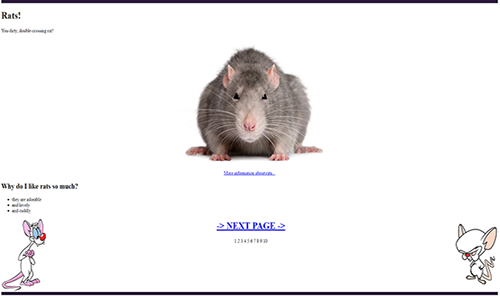 Rats!
You dirty, double-crossing rat!
More information about rats...
Why do I like rats so much?
they are adorable
and lovely
and cuddly
-> NEXT PAGE ->
1 2 3 4 5 6 7 8 9 10